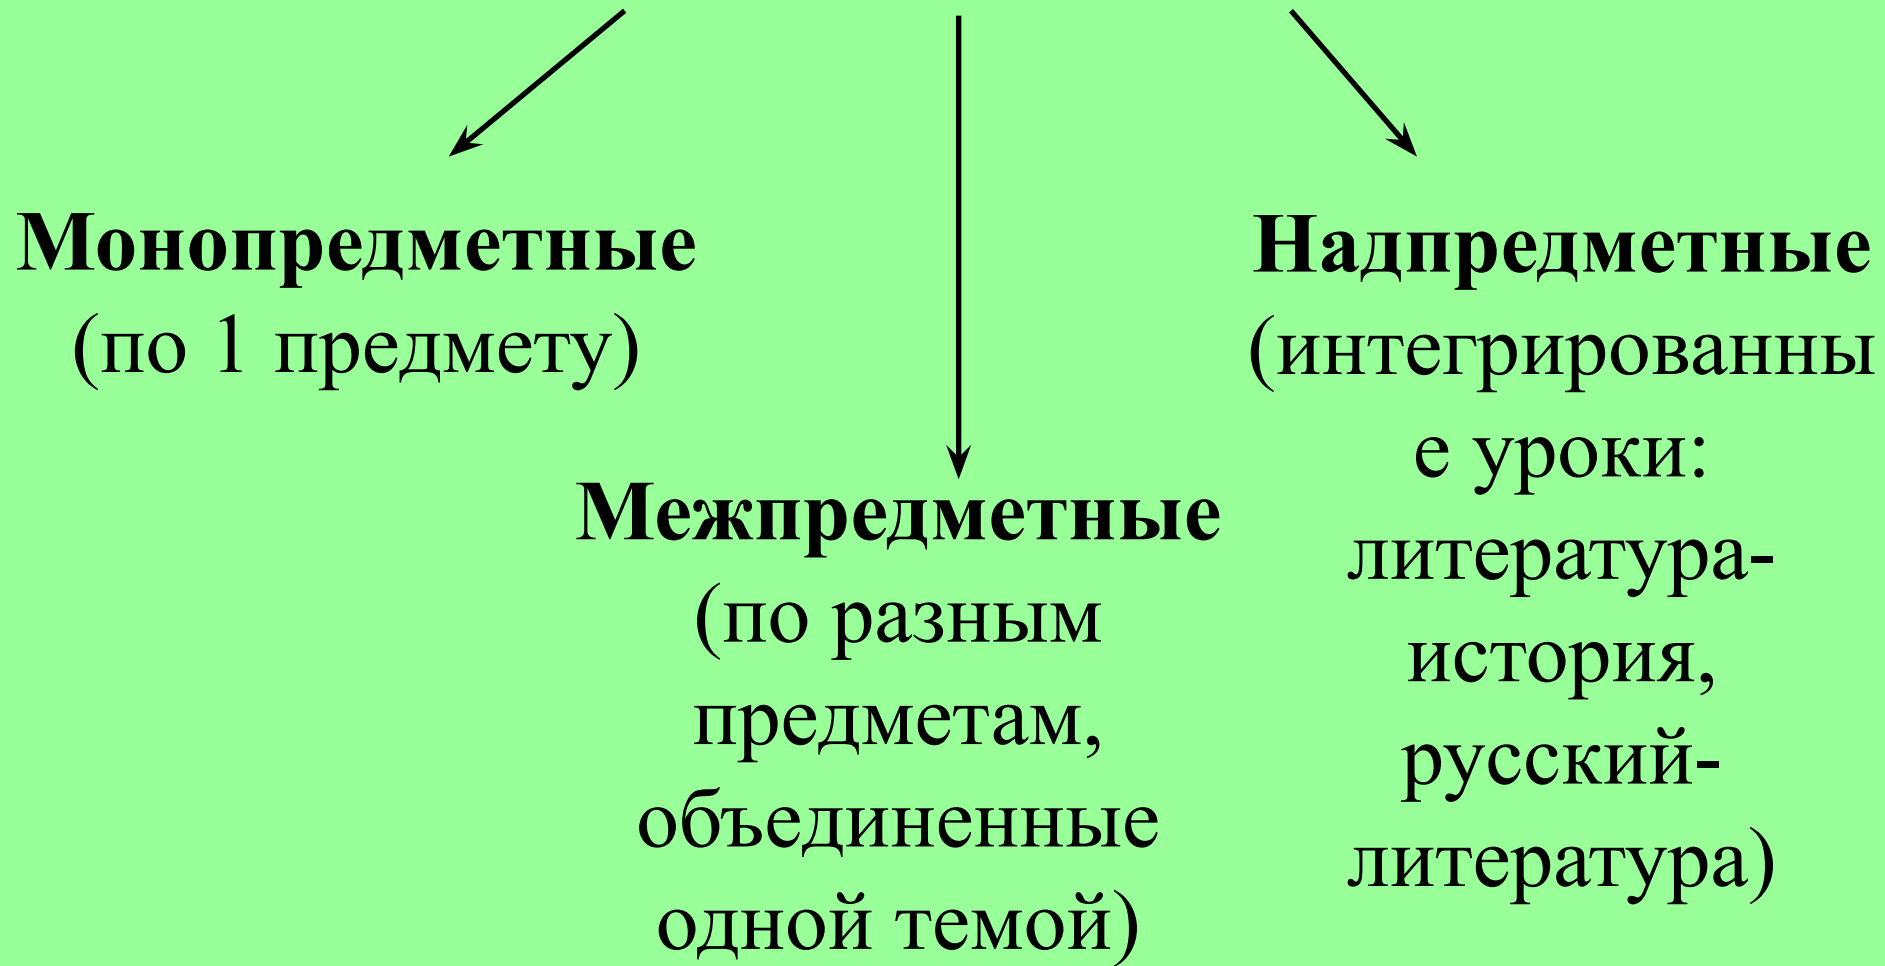 Монопредметные
(по 1 предмету)
Межпредметные
(по разным
предметам,
объединенные
одной темой)
Надпредметные
(интегрированны
е уроки:
литература-
история,
русский-
литература)